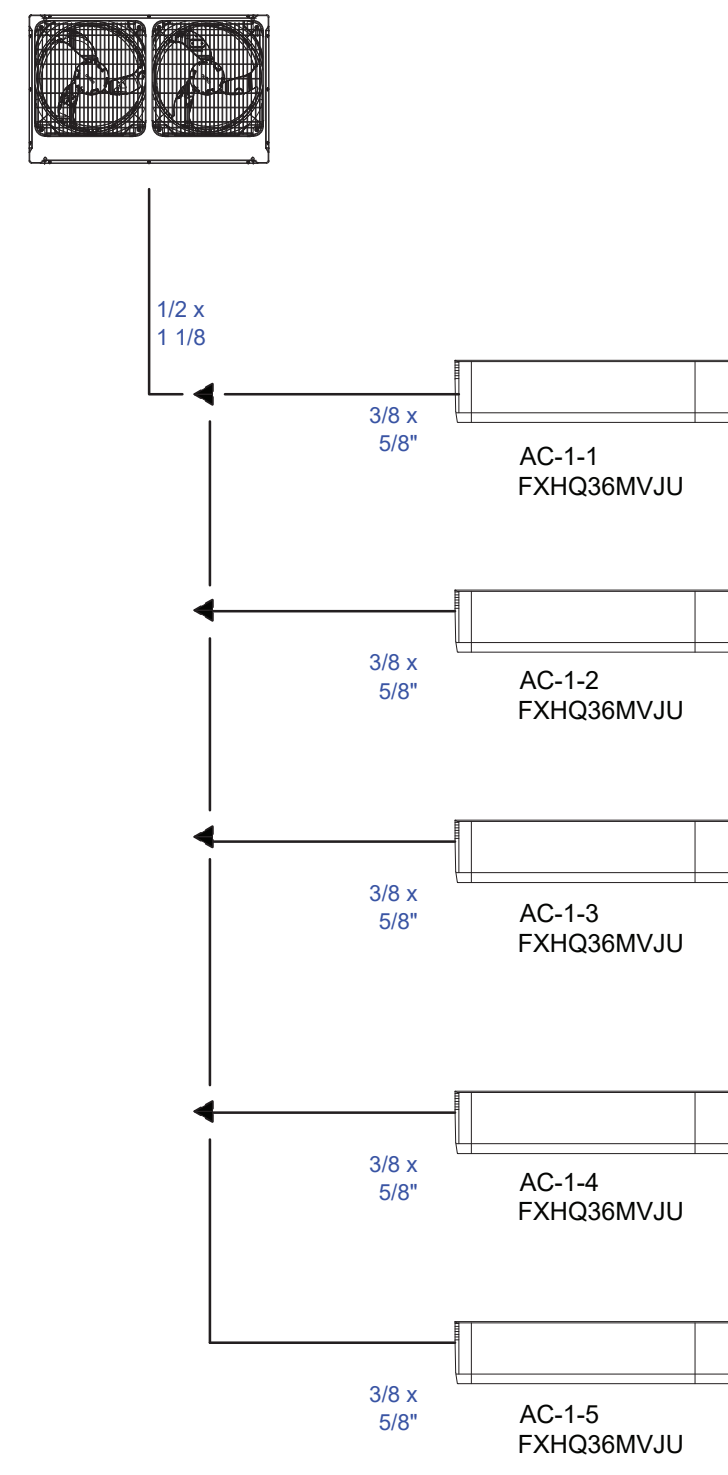 1/2 x
1 1/8
3/8 x
5/8"
AC-1-1
FXHQ36MVJU
3/8 x
5/8"
AC-1-2
FXHQ36MVJU
3/8 x
5/8"
AC-1-3
FXHQ36MVJU
3/8 x
5/8"
AC-1-4
FXHQ36MVJU
3/8 x
5/8"
AC-1-5
FXHQ36MVJU